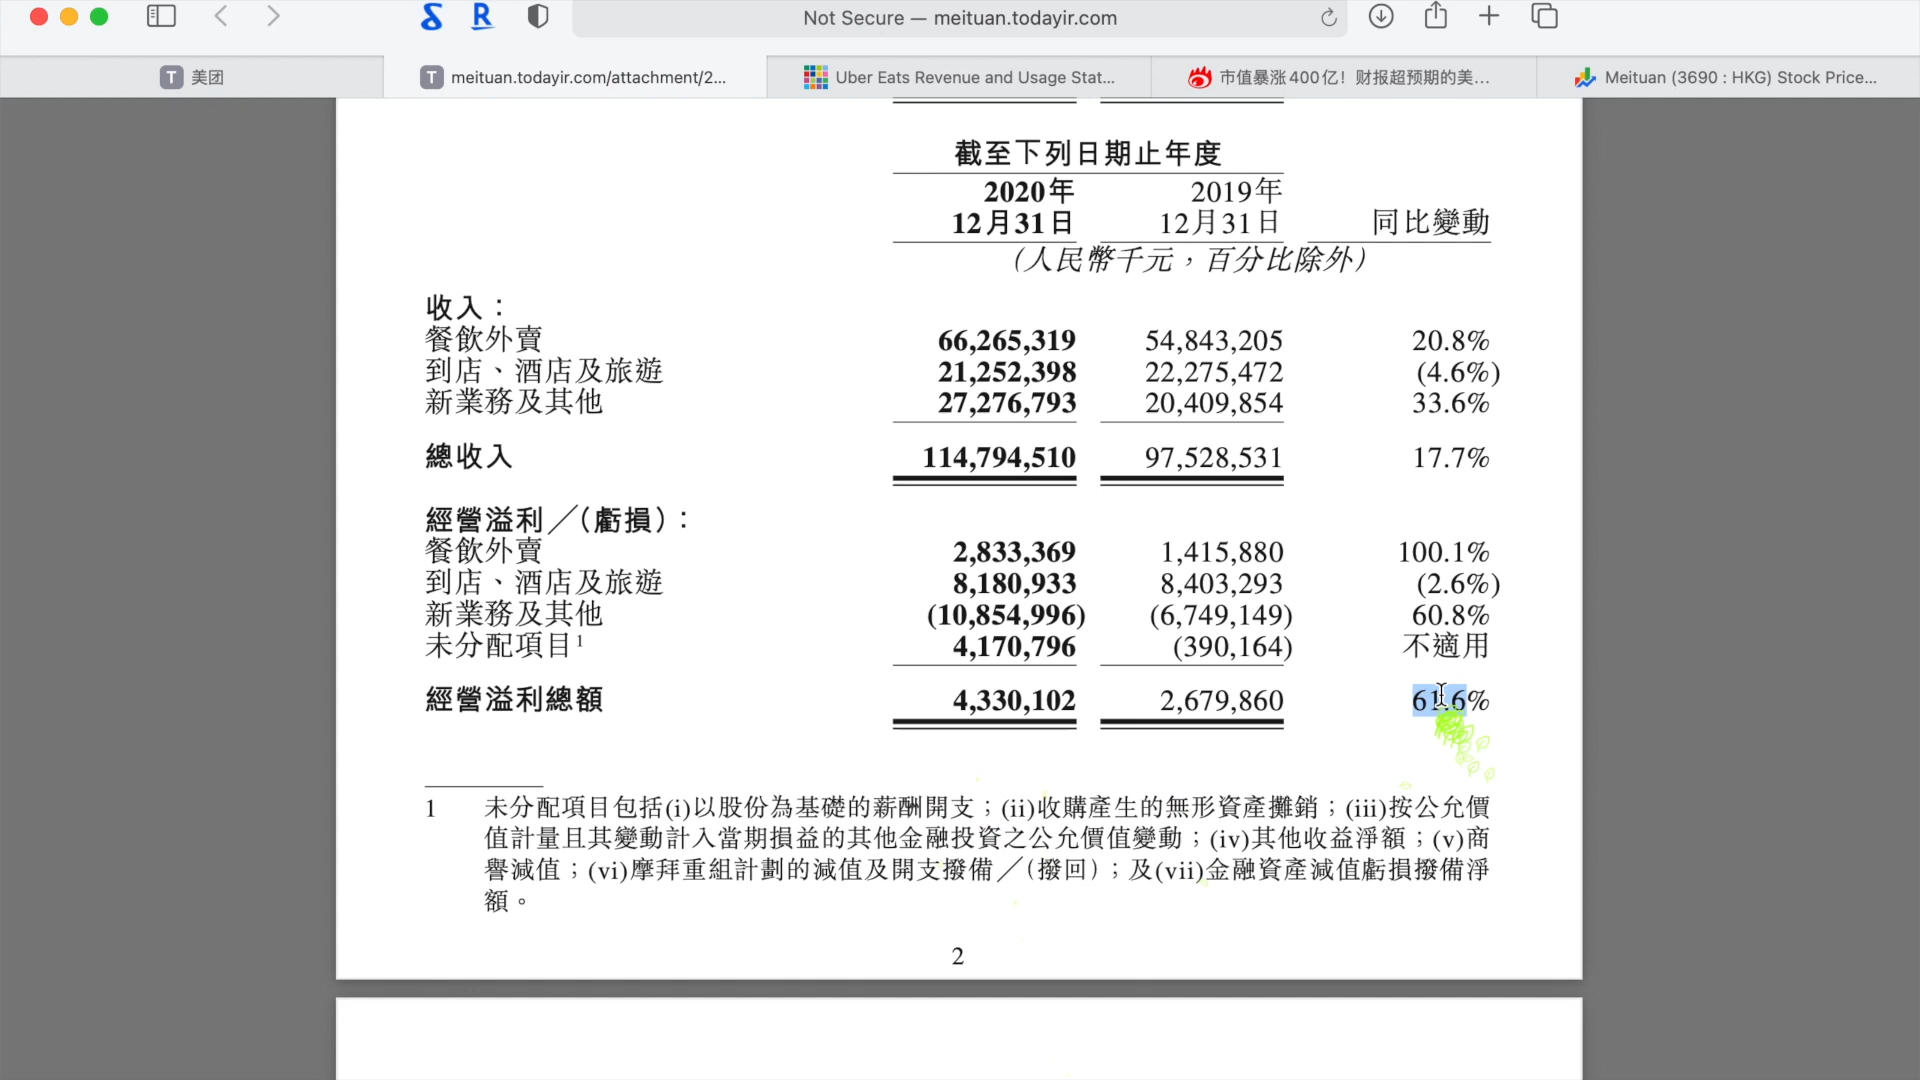 Not Secure — meituan.todayir.com
美团
meituan.todayir.com/attachment/2...
Uber Eats Revenue and Usage Stat...
市值暴涨400亿！财报超预期的美...
Meituan (3690 : HKG) Stock Price...
截至下列日期止年度
2020年 2019年
12月31日 12月31日 同比變動
（人民幣千元，百分比除外）
收入：
餐飲外賣 66,265,319 54,843,205 20.8%
到店、酒店及旅遊 21,252,398 22,275,472 (4.6%)
新業務及其他 27,276,793 20,409,854 33.6%
總收入 114,794,510 97,528,531 17.7%
經營溢利╱（虧損）：
餐飲外賣 2,833,369 1,415,880 100.1%
到店、酒店及旅遊 8,180,933 8,403,293 (2.6%)
新業務及其他 (10,854,996) (6,749,149) 60.8%
未分配項目1 4,170,796 (390,164) 不適用
經營溢利總額 4,330,102 2,679,860 61.6%
1 未分配項目包括(i)以股份為基礎的薪酬開支；(ii)收購產生的無形資產攤銷；(iii)按公允價
值計量且其變動計入當期損益的其他金融投資之公允價值變動；(iv)其他收益淨額；(v)商
譽減值；(vi)摩拜重組計劃的減值及開支撥備╱（撥回）；及(vii)金融資產減值虧損撥備淨
額。
2